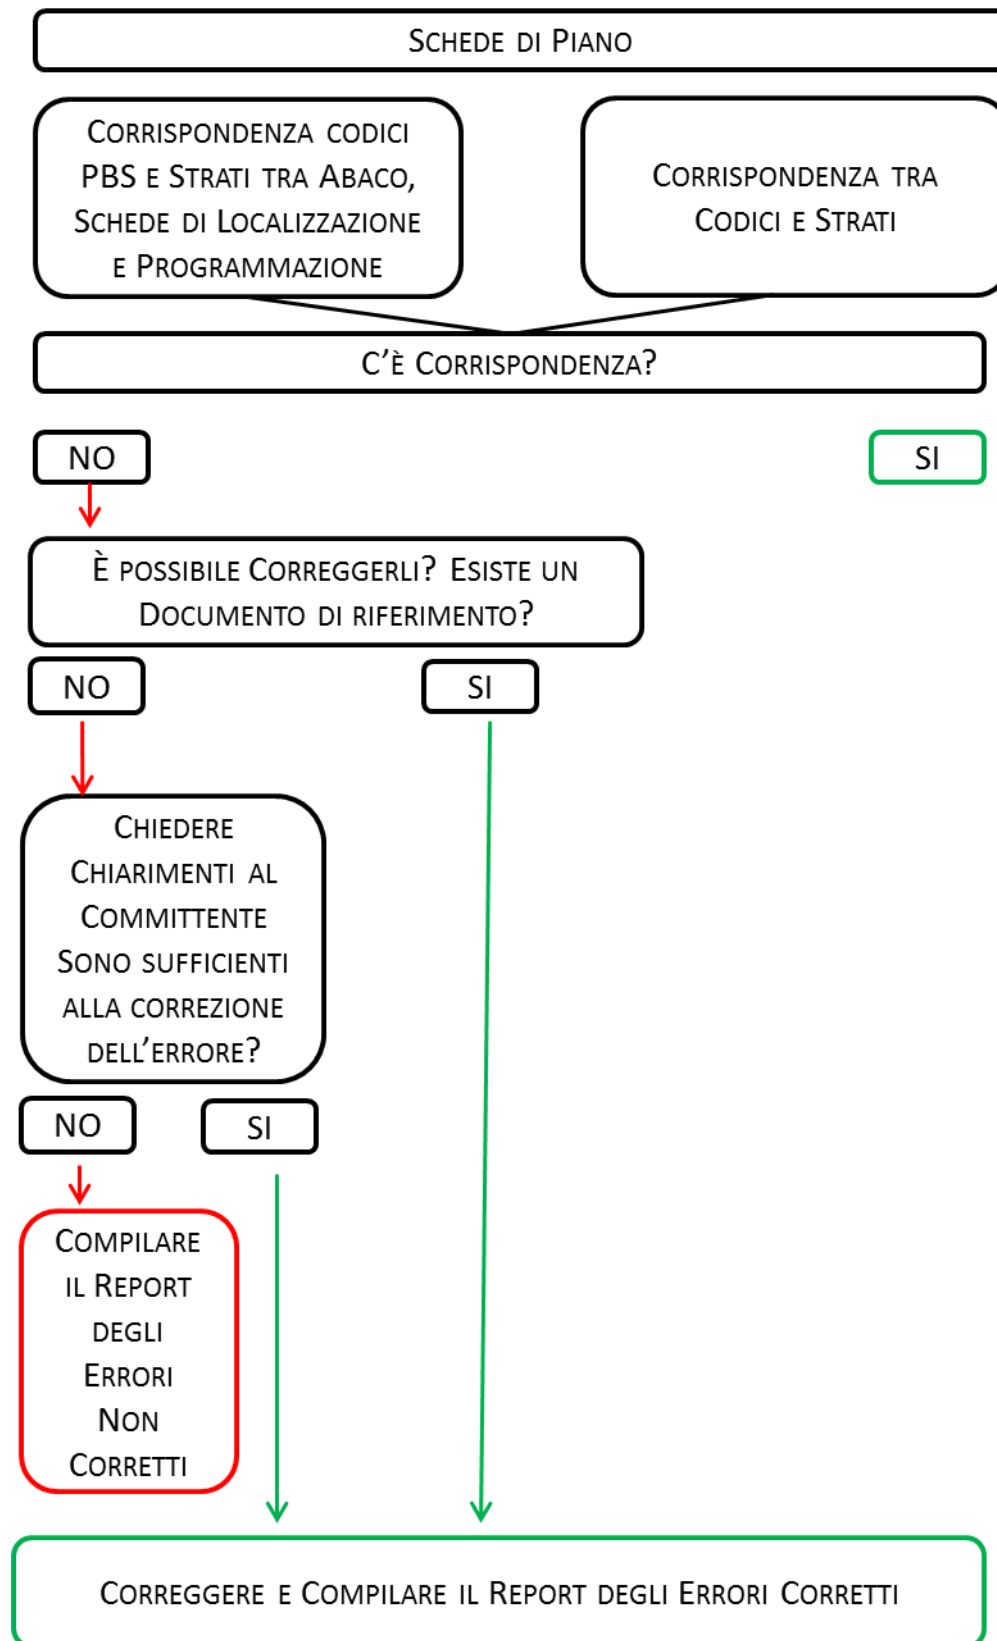 SCHEDE DI PIANO
CORRISPONDENZA CODICI
PBS E STRATI TRA ABACO,
SCHEDE DI LOCALIZZAZIONE
E PROGRAMMAZIONE
CORRISPONDENZA TRA
CODICI E STRATI
C'È CORRISPONDENZA?
NO
SI
È POSSIBILE CORREGGERLI? ESISTE UN
DOCUMENTO DI RIFERIMENTO?
NO
SI
CHIEDERE
CHIARIMENTI AL
COMMITTENTE
SONO SUFFICIENTI
ALLA CORREZIONE
DELL'ERRORE?
NO
SI
COMPILARE
IL REPORT
DEGLI
ERRORI
NON
CORRETTI
CORREGGERE E COMPILARE IL REPORT DEGLI ERRORI CORRETTI